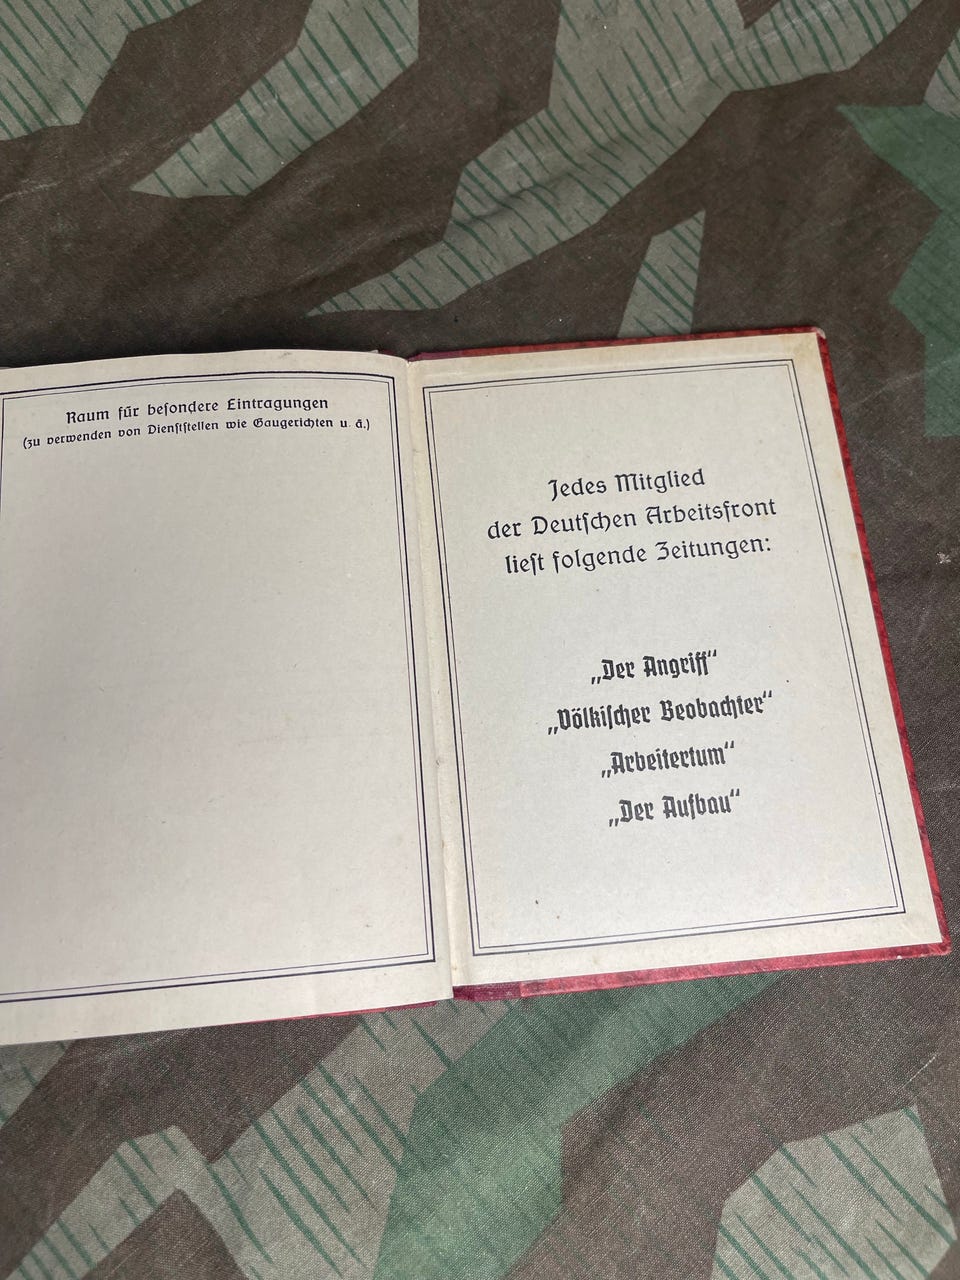 Raum für beſondere Eintragungen
(zu verwenden von Dienſtſtellen wie Gaugerichten u. ä.)
Jedes Mitglied
der Deutſchen Arbeitsfront
lieſt folgende Zeitungen:
„Der Angriff“
„Völkiſcher Beobachter“
„Arbeitertum“
„Der Aufbau“